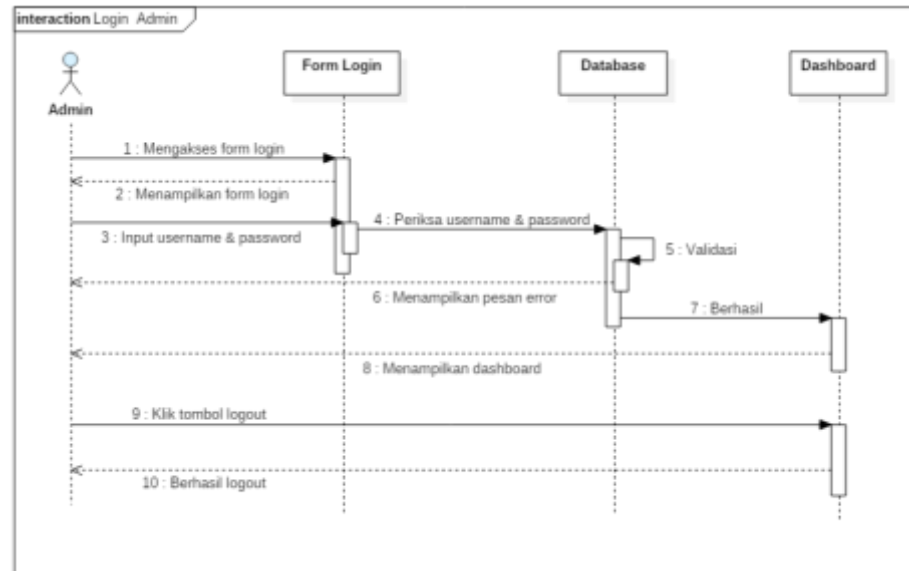 interaction Login Admin
Admin
Form Login
Database
Dashboard
1 : Mengakses form login
2 : Menampilkan form login
3 : Input username & password
4 : Periksa username & password
5 : Validasi
6 : Menampilkan pesan error
7 : Berhasil
8 : Menampilkan dashboard
9 : Klik tombol logout
10 : Berhasil logout